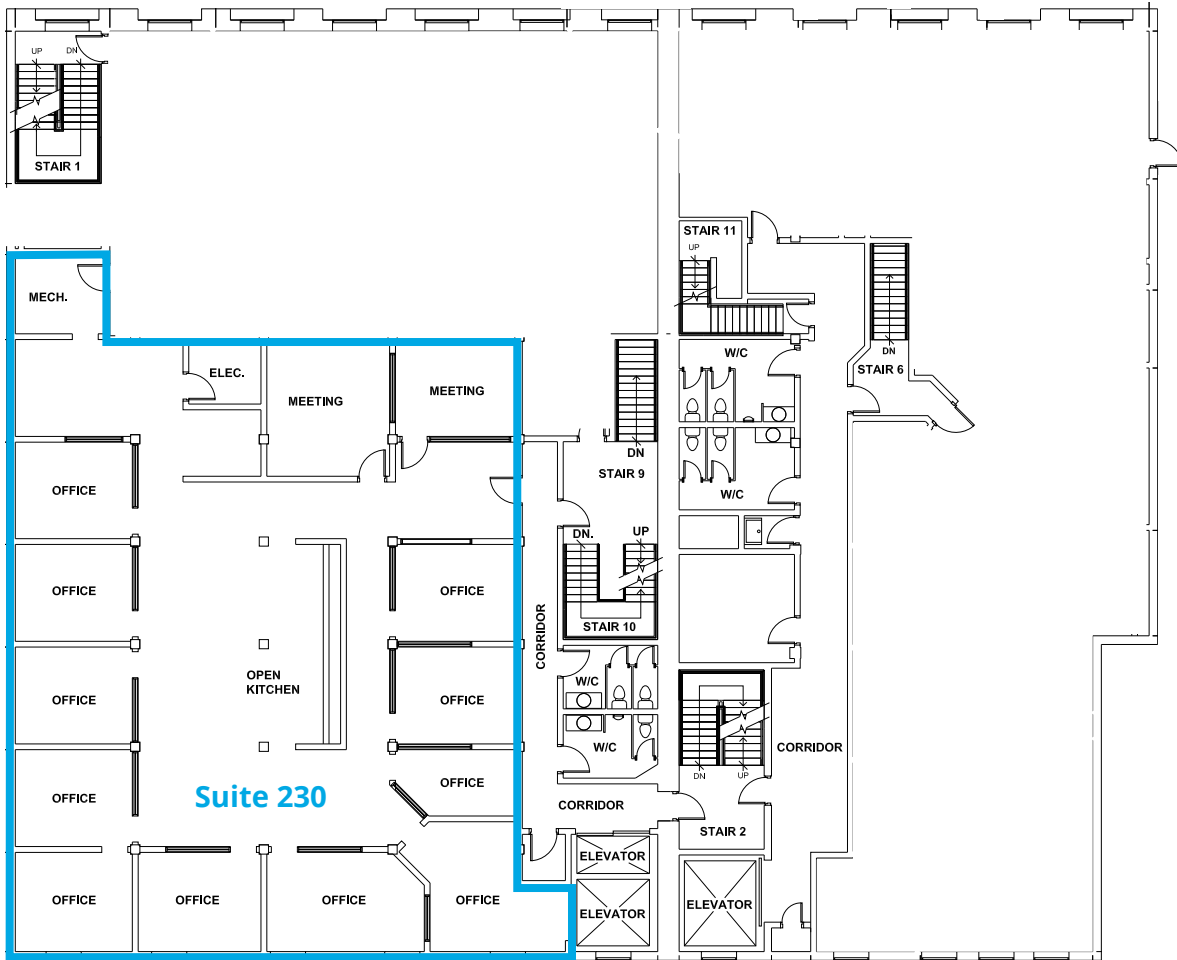 UP
DN
STAIR 1
STAIR 11
UP
MECH.
DN
W/C
STAIR 6
ELEC.
MEETING
MEETING
DN
STAIR 9
OFFICE
W/C
DN.
UP
OFFICE
OFFICE
STAIR 10
CORRIDOR
OPEN
KITCHEN
W/C
OFFICE
OFFICE
W/C
CORRIDOR
DN
UP
OFFICE
OFFICE
Suite 230
CORRIDOR
STAIR 2
ELEVATOR
OFFICE
OFFICE
OFFICE
OFFICE
ELEVATOR
ELEVATOR